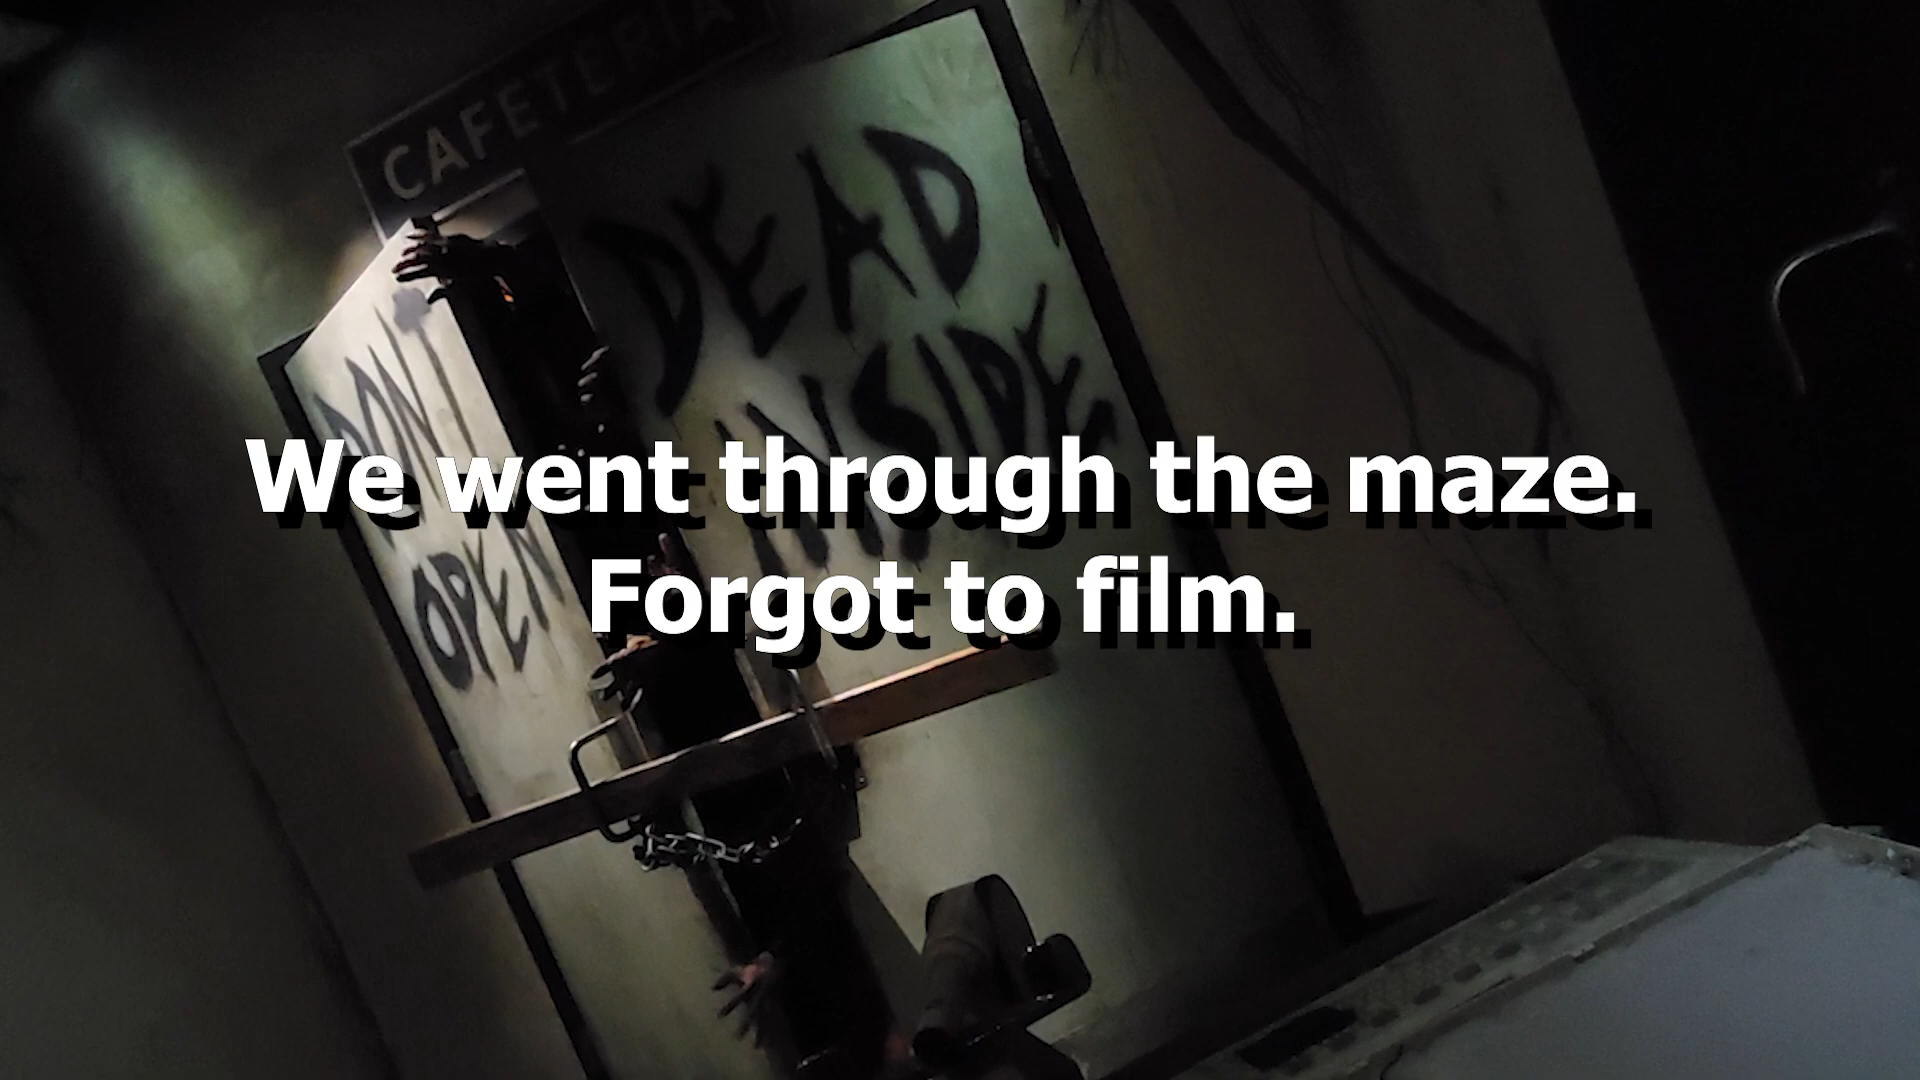 CAFETERIA
DON'T
OPEN
DEAD
INSIDE
We went through the maze.
Forgot to film.